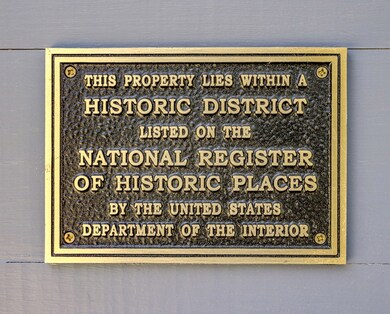 THIS PROPERTY LIES WITHIN A
HISTORIC DISTRICT
LISTED ON THE
NATIONAL REGISTER
OF HISTORIC PLACES
BY THE UNITED STATES
DEPARTMENT OF THE INTERIOR